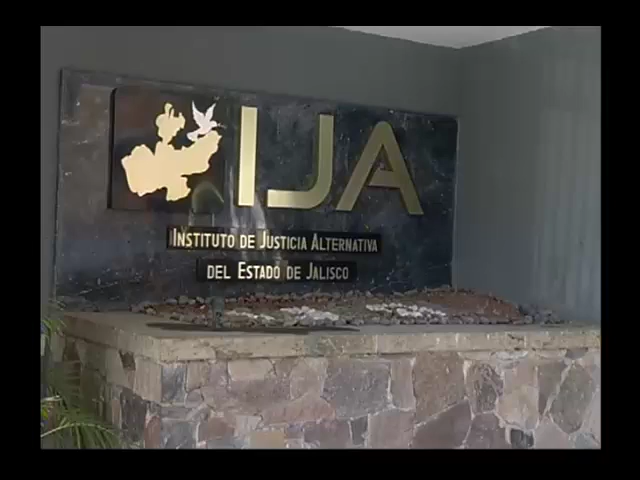 IJA
INSTITUTO DE JUSTICIA ALTERNATIVA
DEL ESTADO DE JALISCO